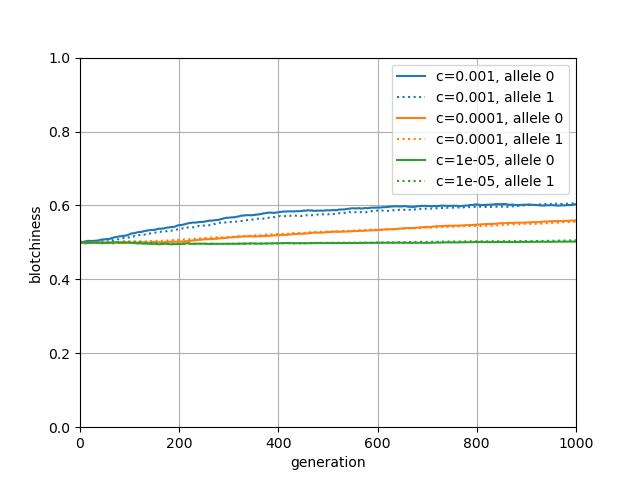 1.0
0.8
0.6
0.4
0.2
0.0
blotchiness
0
200
400
600
800
1000
generation
c=0.001, allele 0
c=0.001, allele 1
c=0.0001, allele 0
c=0.0001, allele 1
c=1e-05, allele 0
c=1e-05, allele 1